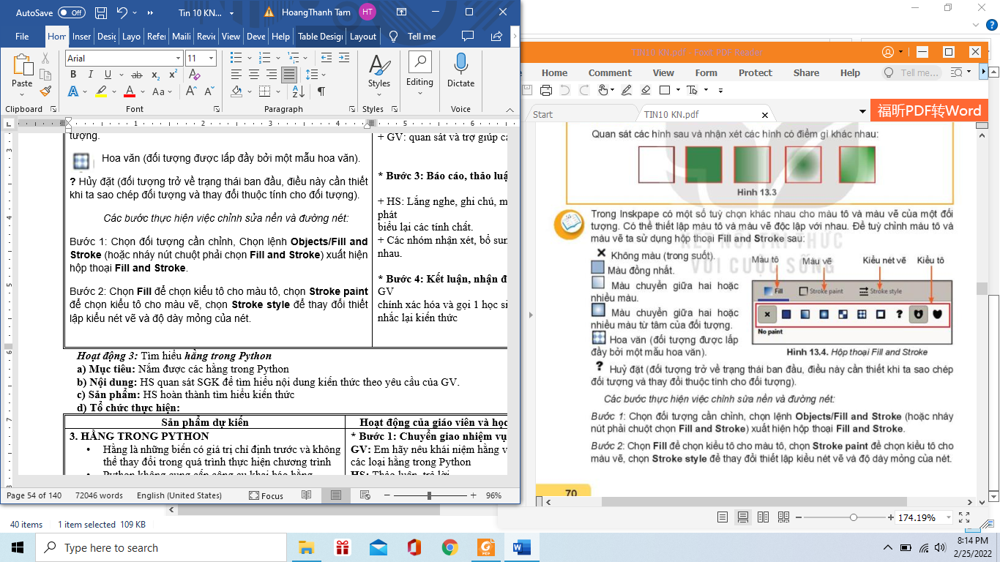 AutoSave Off Tin 10 KN... HoangThanh Tam HT
File Hom Inser Desig Layo Refer Maili Revie View Deve Help Table Design Layout Tell me
Paste
Arial 11
Editing
Styles
Dictate
Clipboard Font Paragraph Styles Voice
tượng.
Hoa văn (đối tượng được lấp đầy bởi một mẫu hoa văn).
? Hủy đặt (đối tượng trở về trạng thái ban đầu, điều này cần thiết
khi ta sao chép đối tượng và thay đổi thuộc tính cho đối tượng).
Các bước thực hiện việc chỉnh sửa nền và đường nét:
Bước 1: Chọn đối tượng cần chỉnh, Chọn lệnh Objects/Fill and
Stroke (hoặc nháy nút chuột phải chọn Fill and Stroke) xuất hiện
hộp thoại Fill and Stroke.
Bước 2: Chọn Fill để chọn kiểu tô cho màu tô, chọn Stroke paint
để chọn kiểu tô cho màu vẽ, chọn Stroke style để thay đổi thiết
lập kiểu nét vẽ và độ dày mỏng của nét.
+ GV: quan sát và trợ giúp cá
* Bước 3: Báo cáo, thảo luậ
+ HS: Lắng nghe, ghi chú, m
phát
biểu lại các tính chất.
+ Các nhóm nhận xét, bổ sun
nhau.
* Bước 4: Kết luận, nhận đ
GV
chính xác hóa và gọi 1 học si
nhắc lại kiến thức
Hoạt động 3: Tìm hiểu hằng trong Python
a) Mục tiêu: Nắm được các hằng trong Python
b) Nội dung: HS quan sát SGK để tìm hiểu nội dung kiến thức theo yêu cầu của GV.
c) Sản phẩm: HS hoàn thành tìm hiểu kiến thức
d) Tổ chức thực hiện:
Sản phẩm dự kiến
Hoạt động của giáo viên và học
3. HẰNG TRONG PYTHON
• Hằng là những biến có giá trị chỉ định trước và không
thể thay đổi trong quá trình thực hiện chương trình
• Python không cung cấp công cụ khai báo hằng
* Bước 1: Chuyển giao nhiệm vụ
GV: Em hãy nêu khái niệm hằng v
các loại hằng trong Python
HS: Thảo luận, trả lời
Page 54 of 140 72046 words English (United States) Focus 96%
40 items 1 item selected 109 KB
TIN10 KN.pdf - Foxit PDF Reader
Home Comment View Form Protect Share Help Tell me...
Start TIN10 KN.pdf 福昕PDF转Word
Quan sát các hình sau và nhận xét các hình có điểm gì khác nhau:
Hình 13.3
Trong Inskpape có một số tuỳ chọn khác nhau cho màu tô và màu vẽ của một đối
tượng. Có thể thiết lập màu tô và màu vẽ độc lập với nhau. Để tuỳ chỉnh màu tô và
màu vẽ ta sử dụng hộp thoại Fill and Stroke sau:
KẾT NỐI TRI THỨC
VỚI CUỘC SỐNG
Không màu (trong suốt).
Màu đồng nhất.
Màu chuyển giữa hai hoặc
nhiều màu.
Màu chuyển giữa hai hoặc
nhiều màu từ tâm của đối tượng.
Hoa văn (đối tượng được lấp
đầy bởi một mẫu hoa văn).
Màu tô Màu vẽ Kiểu nét vẽ Kiểu tô
Fill Stroke paint Stroke style
No paint
Hình 13.4. Hộp thoại Fill and Stroke
? Huỷ đặt (đối tượng trở về trạng thái ban đầu, điều này cần thiết khi ta sao chép
đối tượng và thay đổi thuộc tính cho đối tượng).
Các bước thực hiện việc chỉnh sửa nền và đường nét:
Bước 1: Chọn đối tượng cần chỉnh, chọn lệnh Objects/Fill and Stroke (hoặc nháy
nút phải chuột chọn Fill and Stroke) xuất hiện hộp thoại Fill and Stroke.
Bước 2: Chọn Fill để chọn kiểu tô cho màu tô, chọn Stroke paint để chọn kiểu tô cho
màu vẽ, chọn Stroke style để thay đổi thiết lập kiểu nét vẽ và độ dày mỏng của nét.
70
174.19%
Type here to search
8:14 PM
2/25/2022